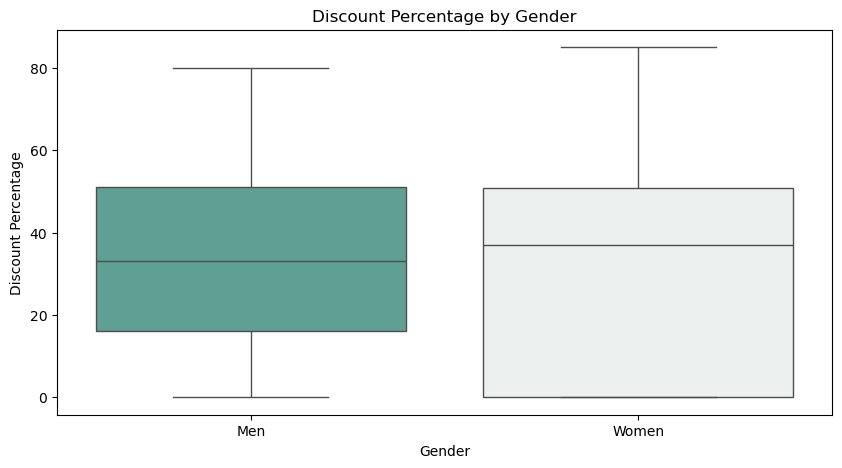 Discount Percentage by Gender
Discount Percentage
80
60
40
20
0
Men
Women
Gender